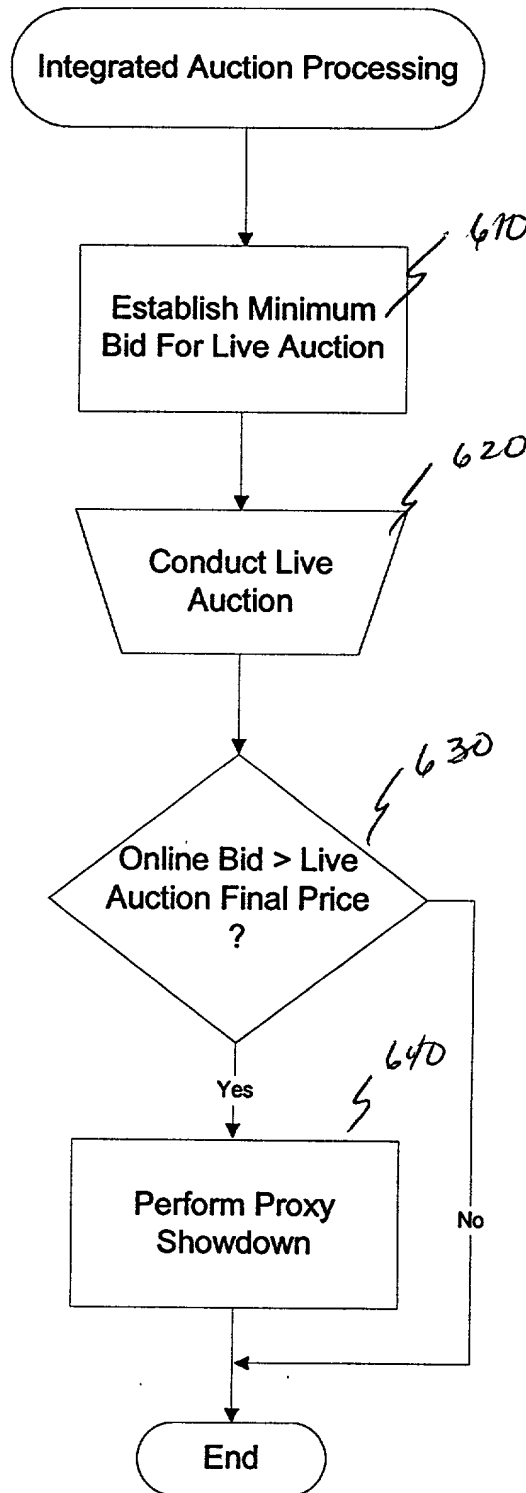 Integrated Auction Processing
610
Establish Minimum
Bid For Live Auction
620
Conduct Live
Auction
630
Online Bid > Live
Auction Final Price
?
640
Yes
Perform Proxy
Showdown
No
End